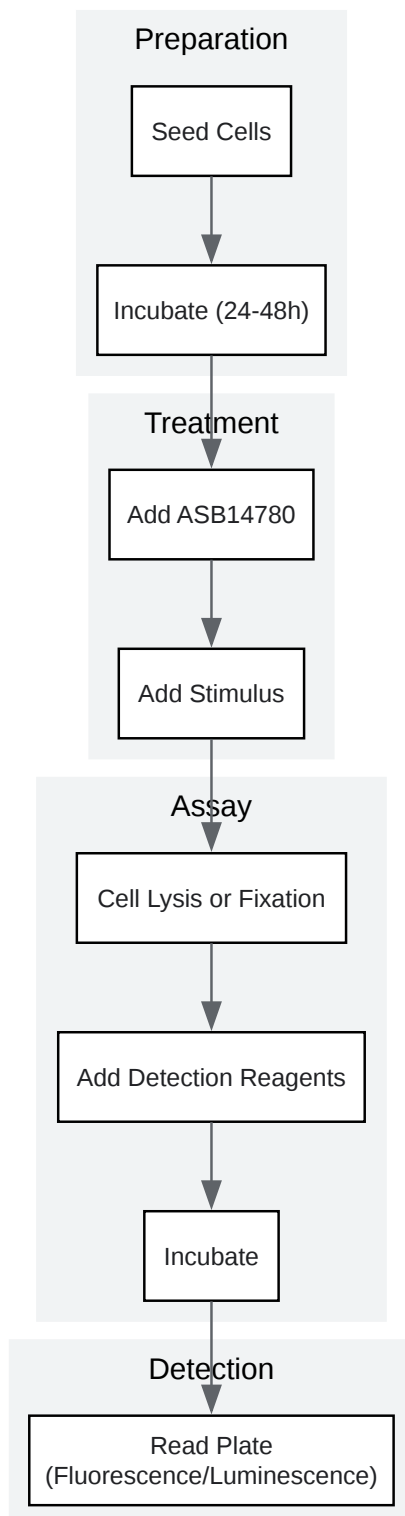 Preparation
Seed Cells
Incubate (24-48h)
Treatment
Add ASB14780
Add Stimulus
Assay
Cell Lysis or Fixation
Add Detection Reagents
Incubate
Detection
Read Plate
(Fluorescence/Luminescence)